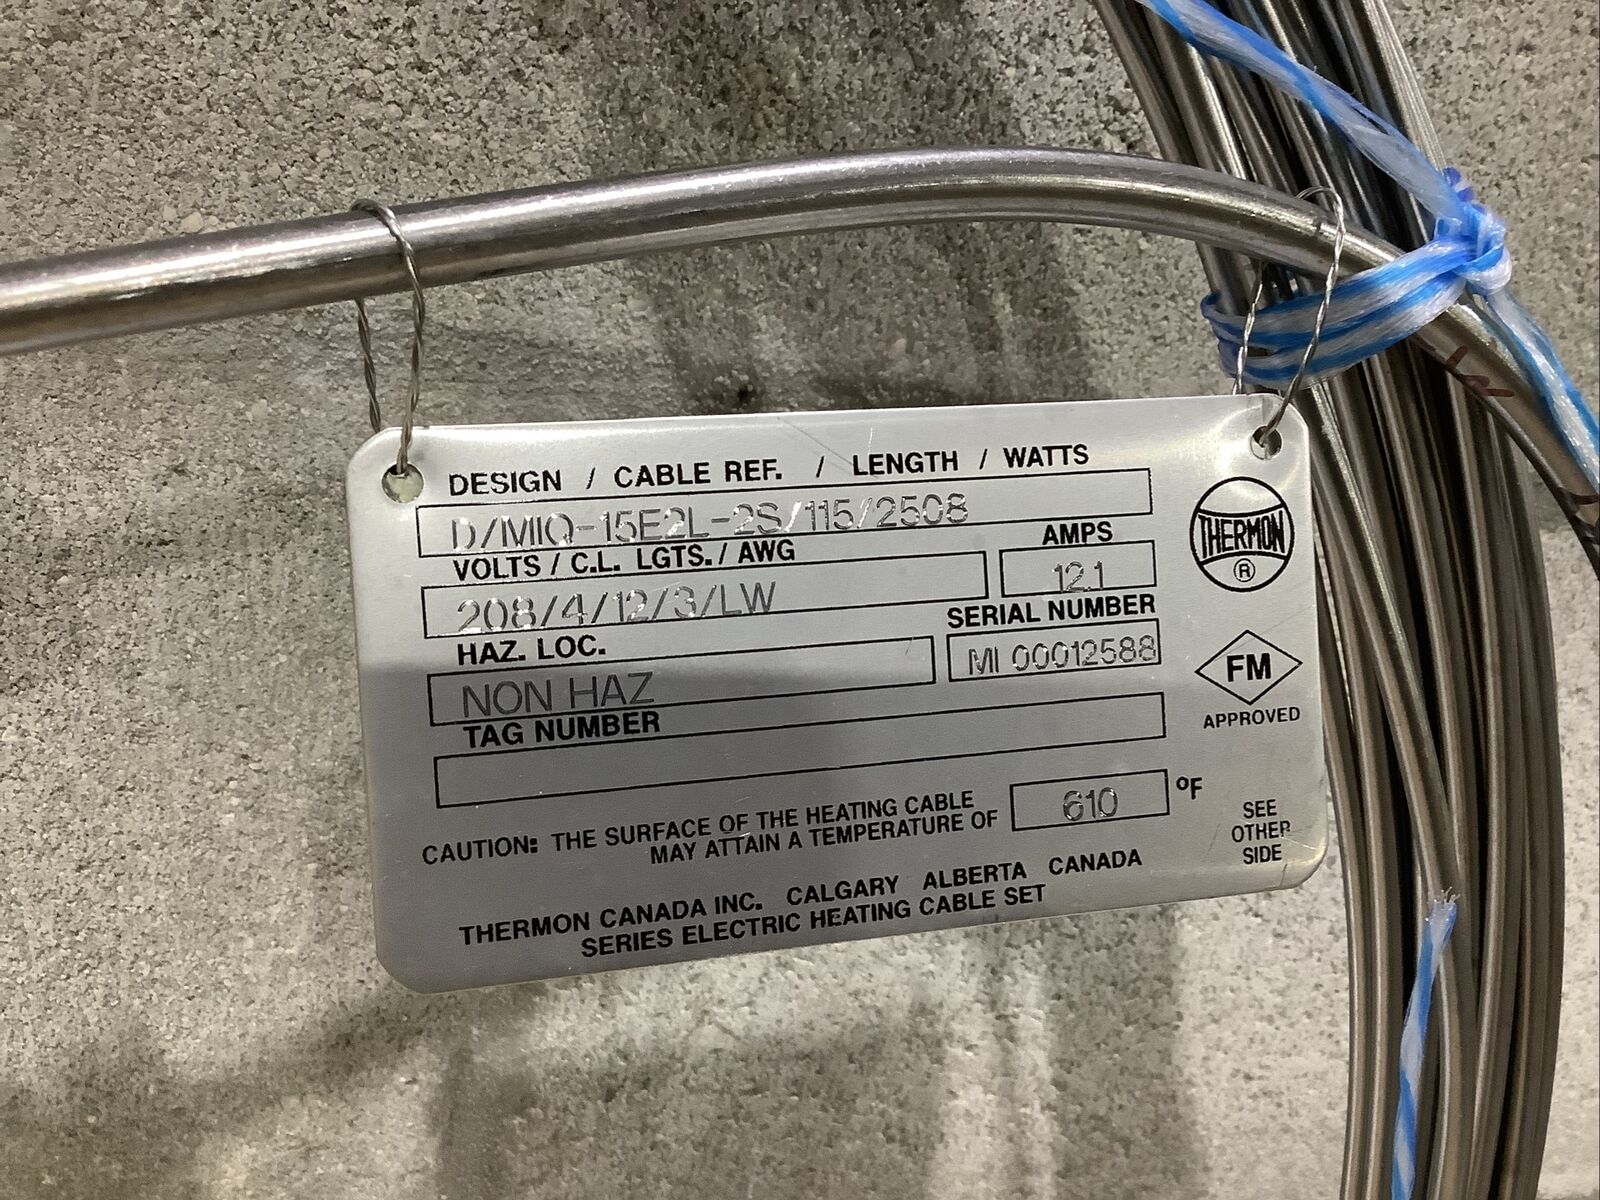 DESIGN / CABLE REF. / LENGTH / WATTS
D/MIQ-15E2L-2S/115/2508
VOLTS / C.L. LGTS. / AWG
AMPS
208/4/12/3/LW
12.1
HAZ. LOC.
SERIAL NUMBER
NON HAZ
MI 00012588
TAG NUMBER
CAUTION: THE SURFACE OF THE HEATING CABLE
MAY ATTAIN A TEMPERATURE OF
610
°F
THERMON CANADA INC. CALGARY ALBERTA CANADA
SERIES ELECTRIC HEATING CABLE SET
THERMON
®
FM
APPROVED
SEE
OTHER
SIDE